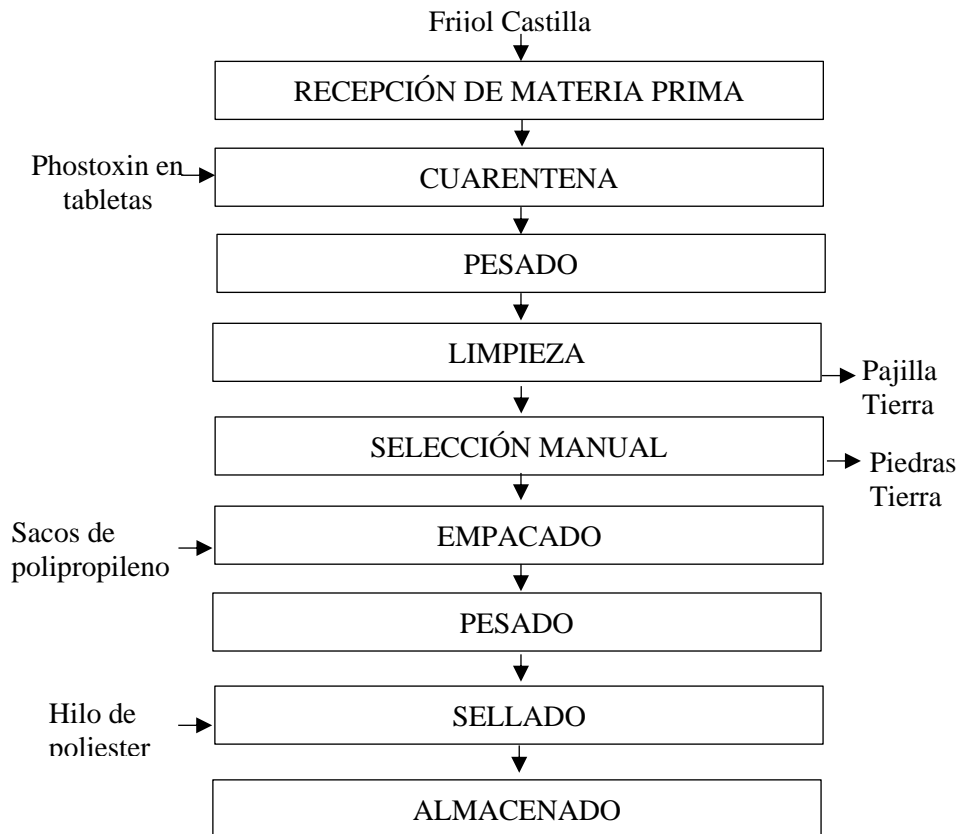 Frijol Castilla
RECEPCIÓN DE MATERIA PRIMA
Phostoxin en
tabletas
CUARENTENA
PESADO
LIMPIEZA
Pajilla
Tierra
SELECCIÓN MANUAL
Piedras
Tierra
Sacos de
polipropileno
EMPACADO
PESADO
Hilo de
poliester
SELLADO
ALMACENADO